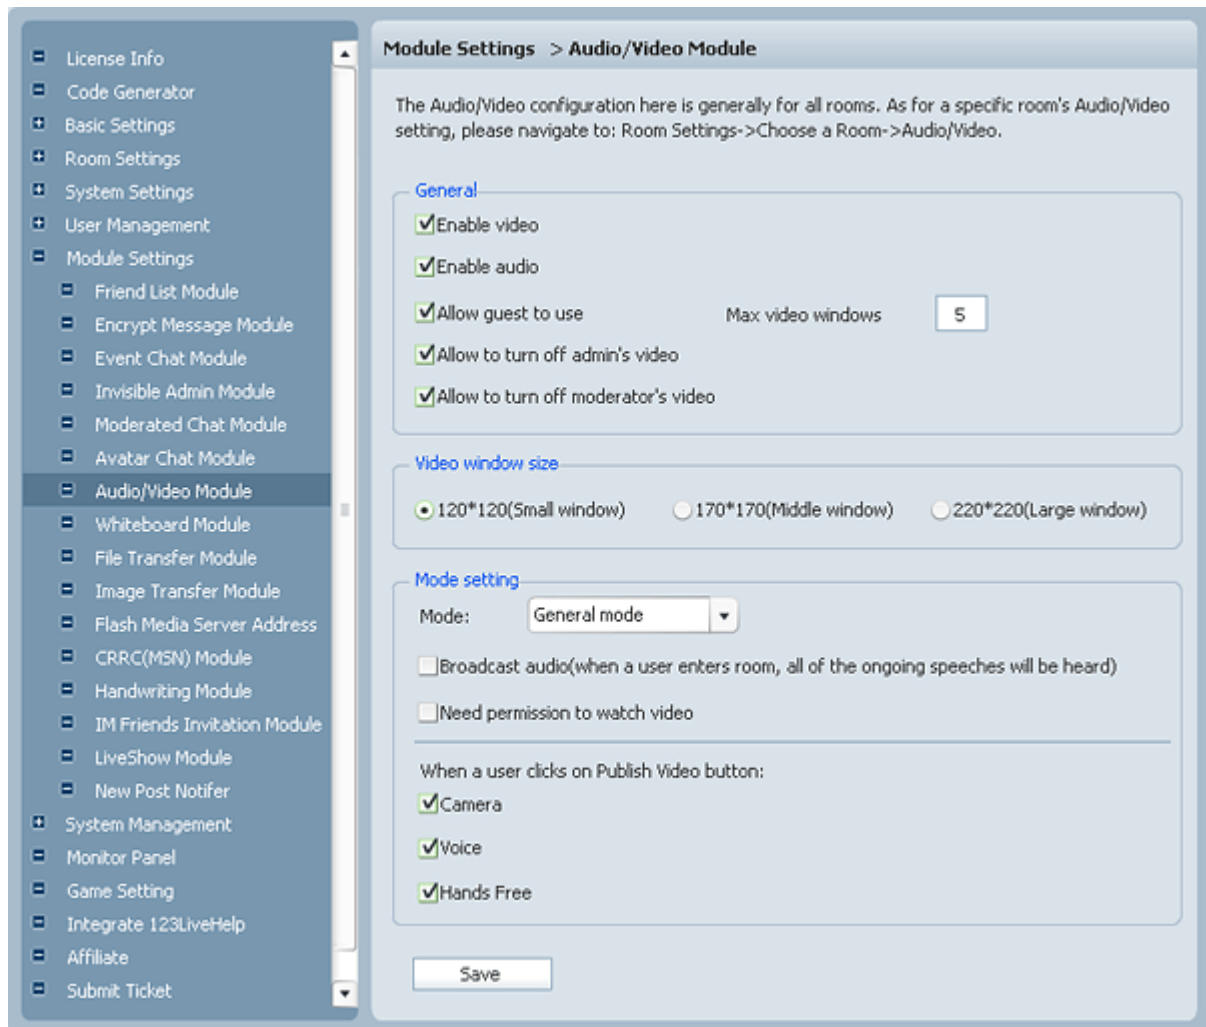 License Info
Code Generator
Basic Settings
Room Settings
System Settings
User Management
Module Settings
Friend List Module
Encrypt Message Module
Event Chat Module
Invisible Admin Module
Moderated Chat Module
Avatar Chat Module
Audio/Video Module
Whiteboard Module
File Transfer Module
Image Transfer Module
Flash Media Server Address
CRRC(MSN) Module
Handwriting Module
IM Friends Invitation Module
LiveShow Module
New Post Notifer
System Management
Monitor Panel
Game Setting
Integrate 123LiveHelp
Affiliate
Submit Ticket
Module Settings > Audio/Video Module
The Audio/Video configuration here is generally for all rooms. As for a specific room's Audio/Video
setting, please navigate to: Room Settings->Choose a Room->Audio/Video.
General
Enable video
Enable audio
Allow guest to use Max video windows 5
Allow to turn off admin's video
Allow to turn off moderator's video
Video window size
120*120(Small window) 170*170(Middle window) 220*220(Large window)
Mode setting
Mode: General mode
Broadcast audio(when a user enters room, all of the ongoing speeches will be heard)
Need permission to watch video
When a user clicks on Publish Video button:
Camera
Voice
Hands Free
Save